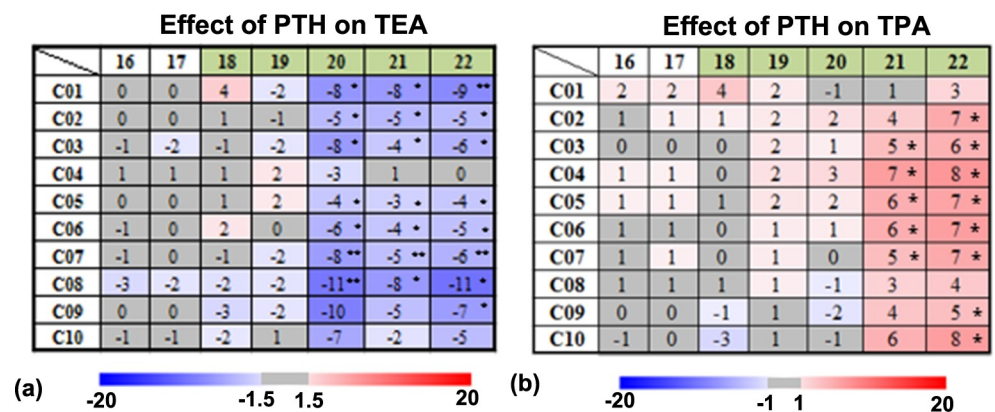 Effect of PTH on TEA
16 17 18 19 20 21 22
C01 0 0 4 -2 -8 * -8 * -9 **
C02 0 0 1 -1 -5 * -5 * -5 *
C03 -1 -2 -1 -2 -8 * -4 * -6 *
C04 1 1 1 2 -3 1 0
C05 0 0 1 2 -4 * -3 * -4 *
C06 -1 0 2 0 -6 * -4 * -5 *
C07 -1 0 -1 -2 -8 ** -5 ** -6 **
C08 -3 -2 -2 -2 -11 ** -8 * -11 *
C09 0 0 -3 -2 -10 -5 -7 *
C10 -1 -1 -2 1 -7 -2 -5
(a)
-20 -1.5 1.5 20
Effect of PTH on TPA
16 17 18 19 20 21 22
C01 2 2 4 2 -1 1 3
C02 1 1 1 2 2 4 7 *
C03 0 0 0 2 1 5 * 6 *
C04 1 1 0 2 3 7 * 8 *
C05 1 1 1 2 2 6 * 7 *
C06 1 1 0 1 1 6 * 7 *
C07 1 1 0 1 0 5 * 7 *
C08 1 1 1 1 -1 3 4
C09 0 0 -1 1 -2 4 5 *
C10 -1 0 -3 1 -1 6 8 *
(b)
-20 -1 1 20